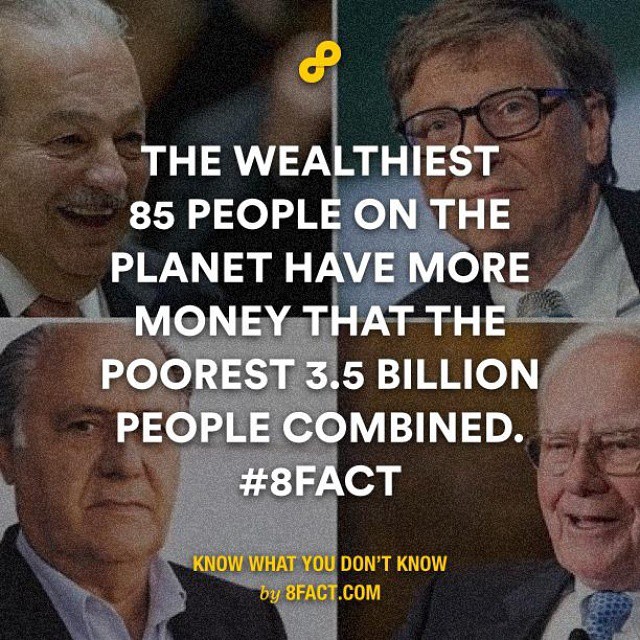 THE WEALTHIEST
85 PEOPLE ON THE
PLANET HAVE MORE
MONEY THAT THE
POOREST 3.5 BILLION
PEOPLE COMBINED.
#8FACT
KNOW WHAT YOU DON'T KNOW
by 8FACT.COM